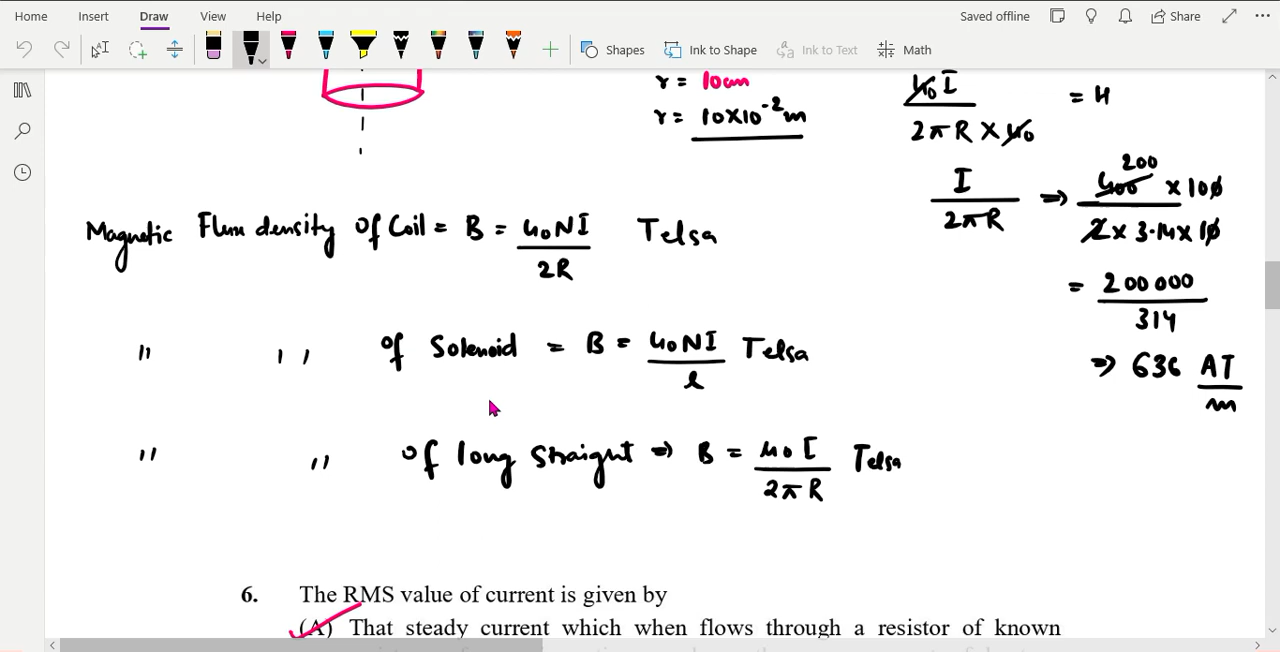 Home Insert Draw View Help Saved offline Share
Shapes Ink to Shape Ink to Text Math
r = 10cm
r = 10×10⁻² m
μ₀I / 2πR × μ₀ = H
I / 2πR ⇒ 400 200 × 100 / 2 × 3.14 × 10
= 200000 / 314
⇒ 636 AT/m
Magnetic Flux density of Coil = B = μ₀NI / 2R Telsa
" " of Solenoid = B = μ₀NI / l Telsa
" " of long Straight ⇒ B = μ₀I / 2πR Telsa
6. The RMS value of current is given by
(A) That steady current which when flows through a resistor of known